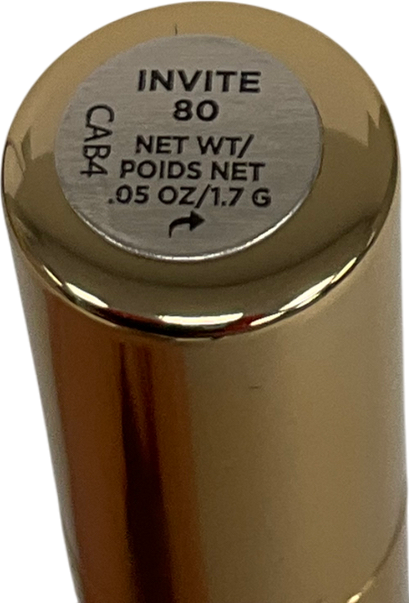 INVITE
80
NET WT/
POIDS NET
.05 OZ/1.7 G
CAB4